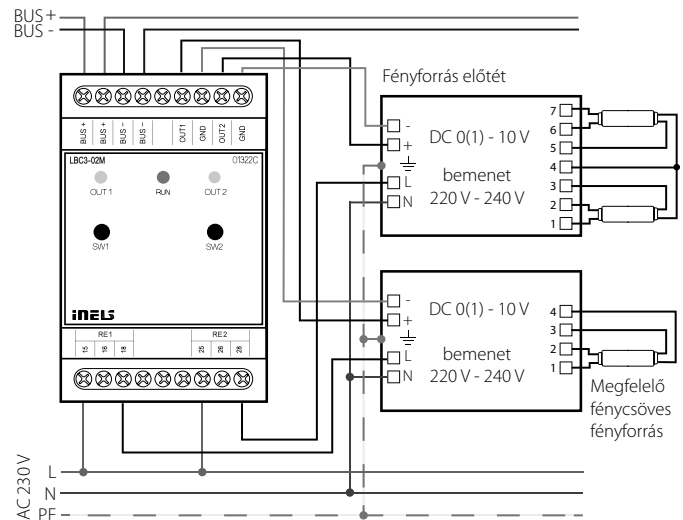 BUS +
BUS -
BUS +
BUS +
BUS -
BUS -
OUT1
GND
OUT2
GND
LBC3-02M
01322C
OUT 1
RUN
OUT 2
SW1
SW2
iNELS
RE1
RE2
15
16
18
25
26
28
Fényforrás előtét
-
+
L
N
DC 0(1) - 10 V
bemenet
220 V - 240 V
7
6
5
4
3
2
1
-
+
L
N
DC 0(1) - 10 V
bemenet
220 V - 240 V
4
3
2
1
Megfelelő
fénycsöves
fényforrás
AC 230 V
L
N
PE